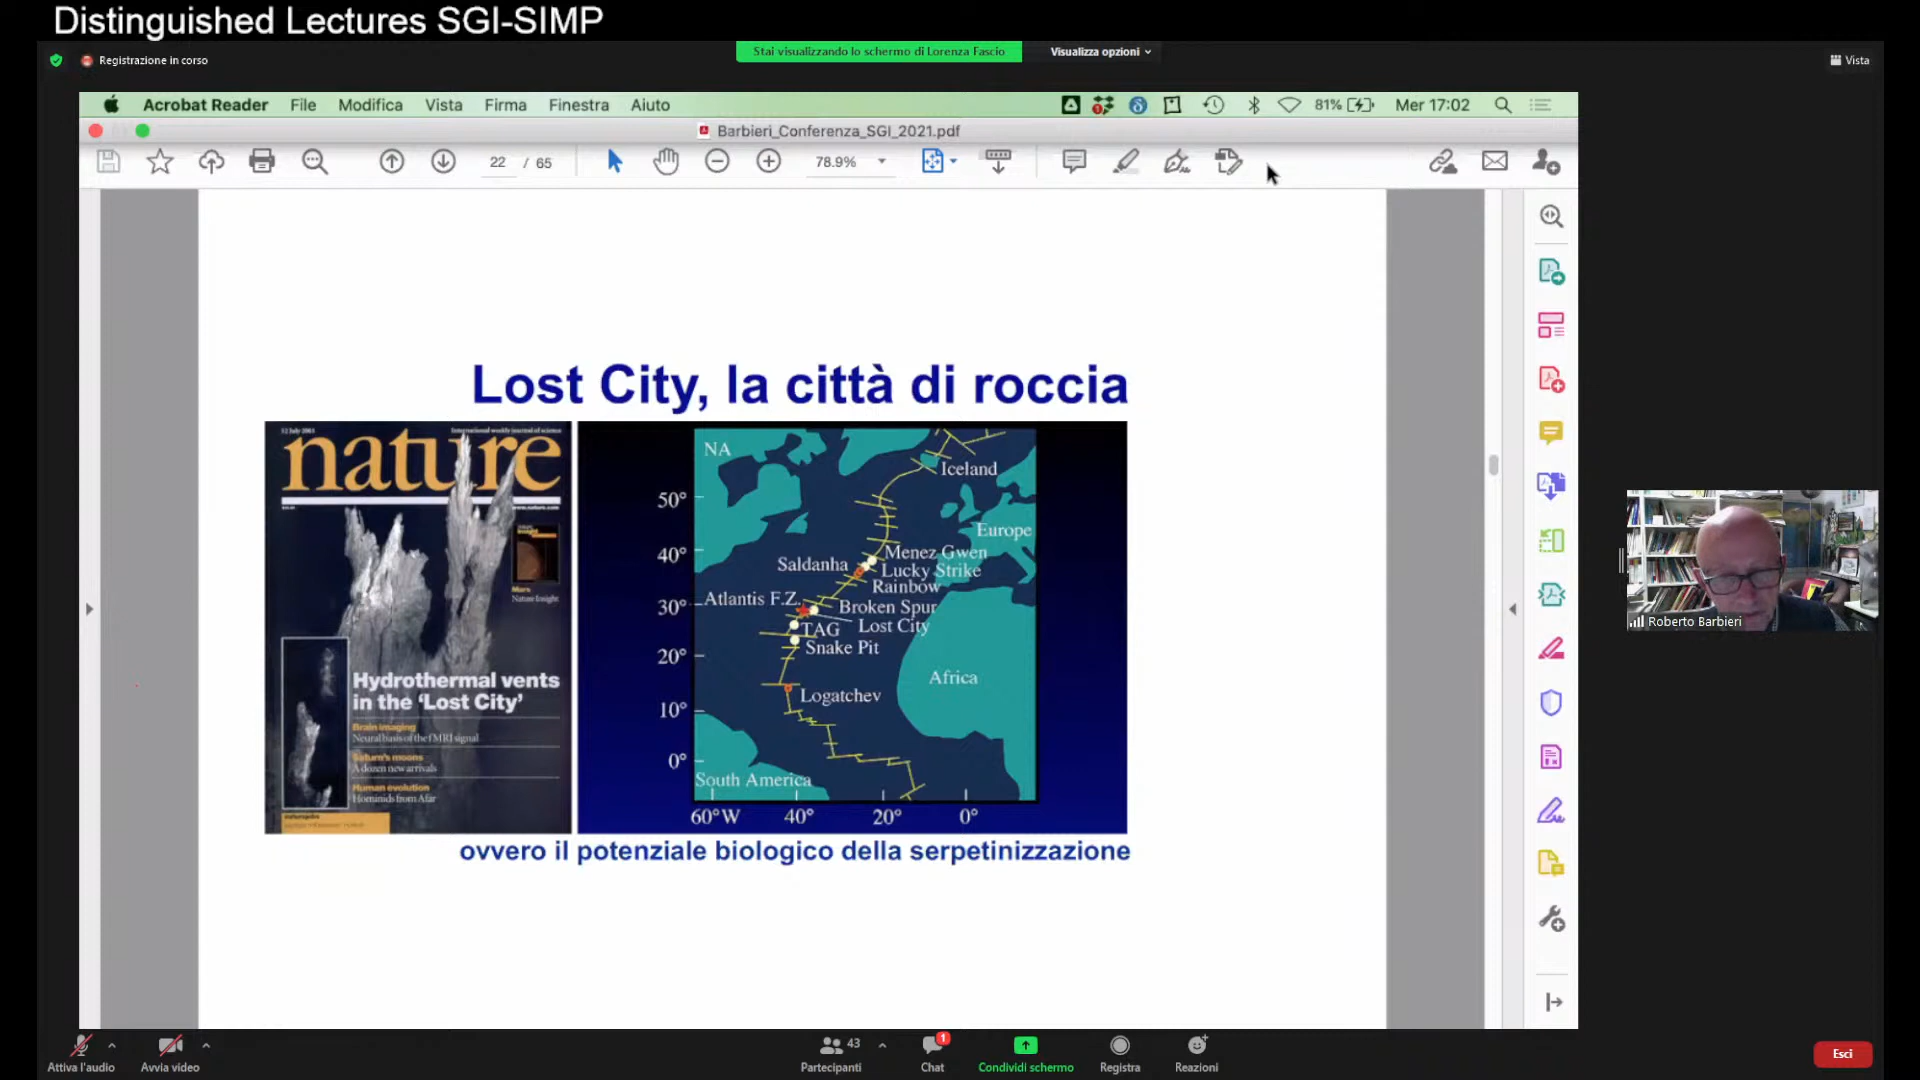 Distinguished Lectures SGI-SIMP
Stai visualizzando lo schermo di Lorenza Fascio
Visualizza opzioni
Registrazione in corso
Vista
Acrobat Reader File Modifica Vista Firma Finestra Aiuto
81% Mer 17:02
Barbieri_Conferenza_SGI_2021.pdf
22 / 65
78.9%
Lost City, la città di roccia
12 July 2001
International weekly journal of science
nature
www.nature.com
Mars
Nature Insight
Hydrothermal vents
in the 'Lost City'
Brain imaging
Neural basis of the fMRI signal
Saturn's moons
A dozen new arrivals
Human evolution
Hominids from Afar
naturejobs
NA
Iceland
50°
Europe
40°
Menez Gwen
Saldanha
Lucky Strike
Rainbow
Atlantis F.Z.
30°
Broken Spur
Lost City
TAG
Snake Pit
20°
Africa
Logatchev
10°
0°
South America
60°W 40° 20° 0°
ovvero il potenziale biologico della serpetinizzazione
Roberto Barbieri
Attiva l'audio
Avvia video
43
Partecipanti
1
Chat
Condividi schermo
Registra
Reazioni
Esci